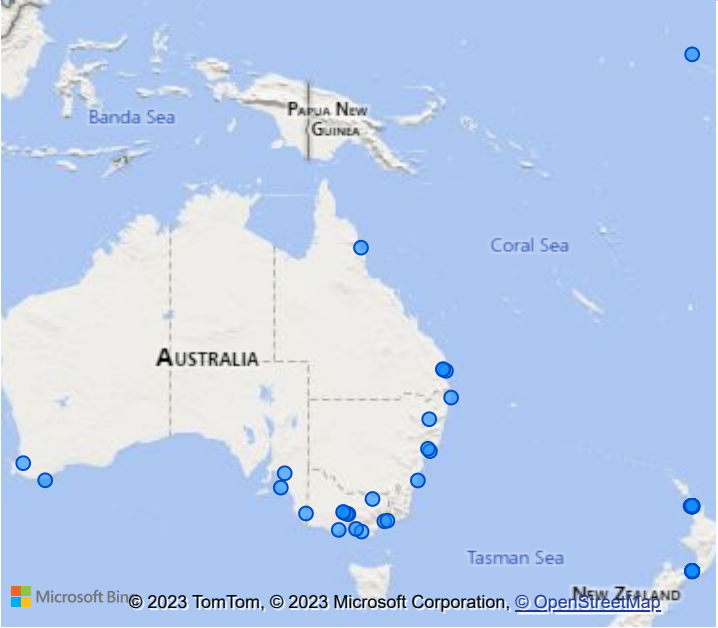 PAPUA NEW
GUINEA
Banda Sea
Coral Sea
AUSTRALIA
Tasman Sea
NEW ZEALAND
Microsoft Bin
© 2023 TomTom, © 2023 Microsoft Corporation, © OpenStreetMap